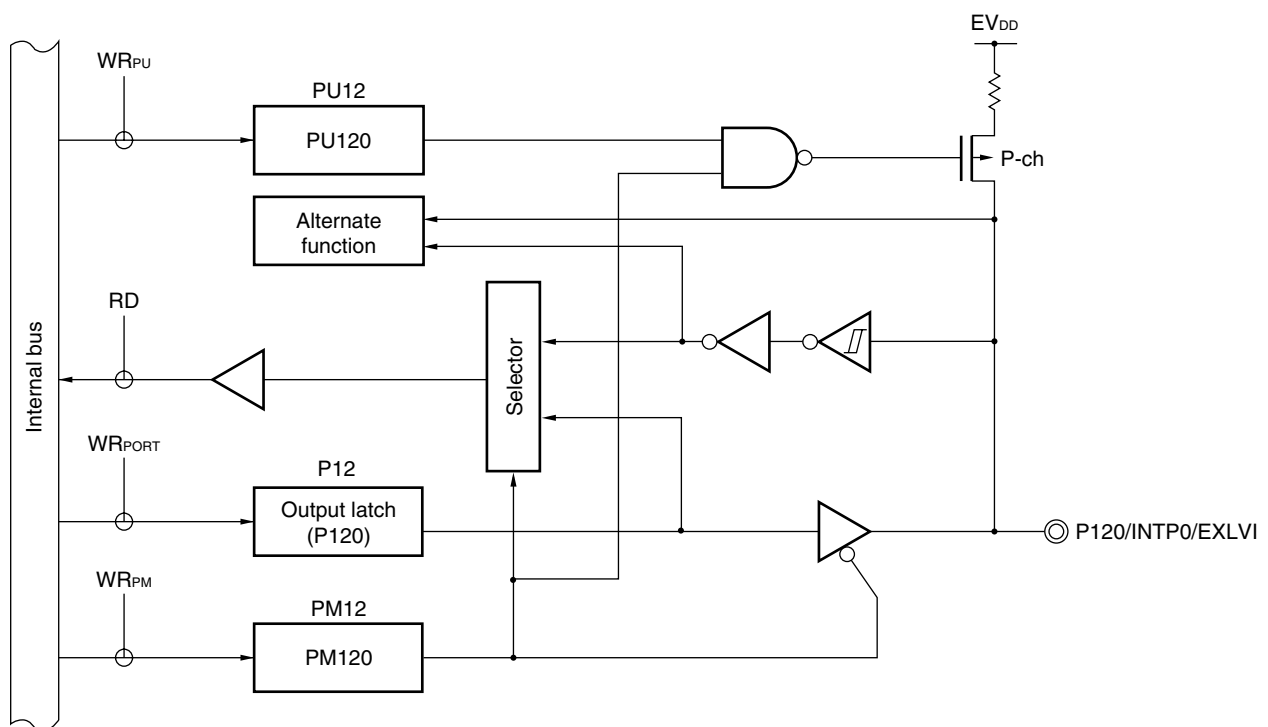 EVDD
WRPU
PU12
PU120
P-ch
Alternate
function
RD
Internal bus
Selector
WRPORT
P12
Output latch
(P120)
P120/INTP0/EXLVI
WRPM
PM12
PM120